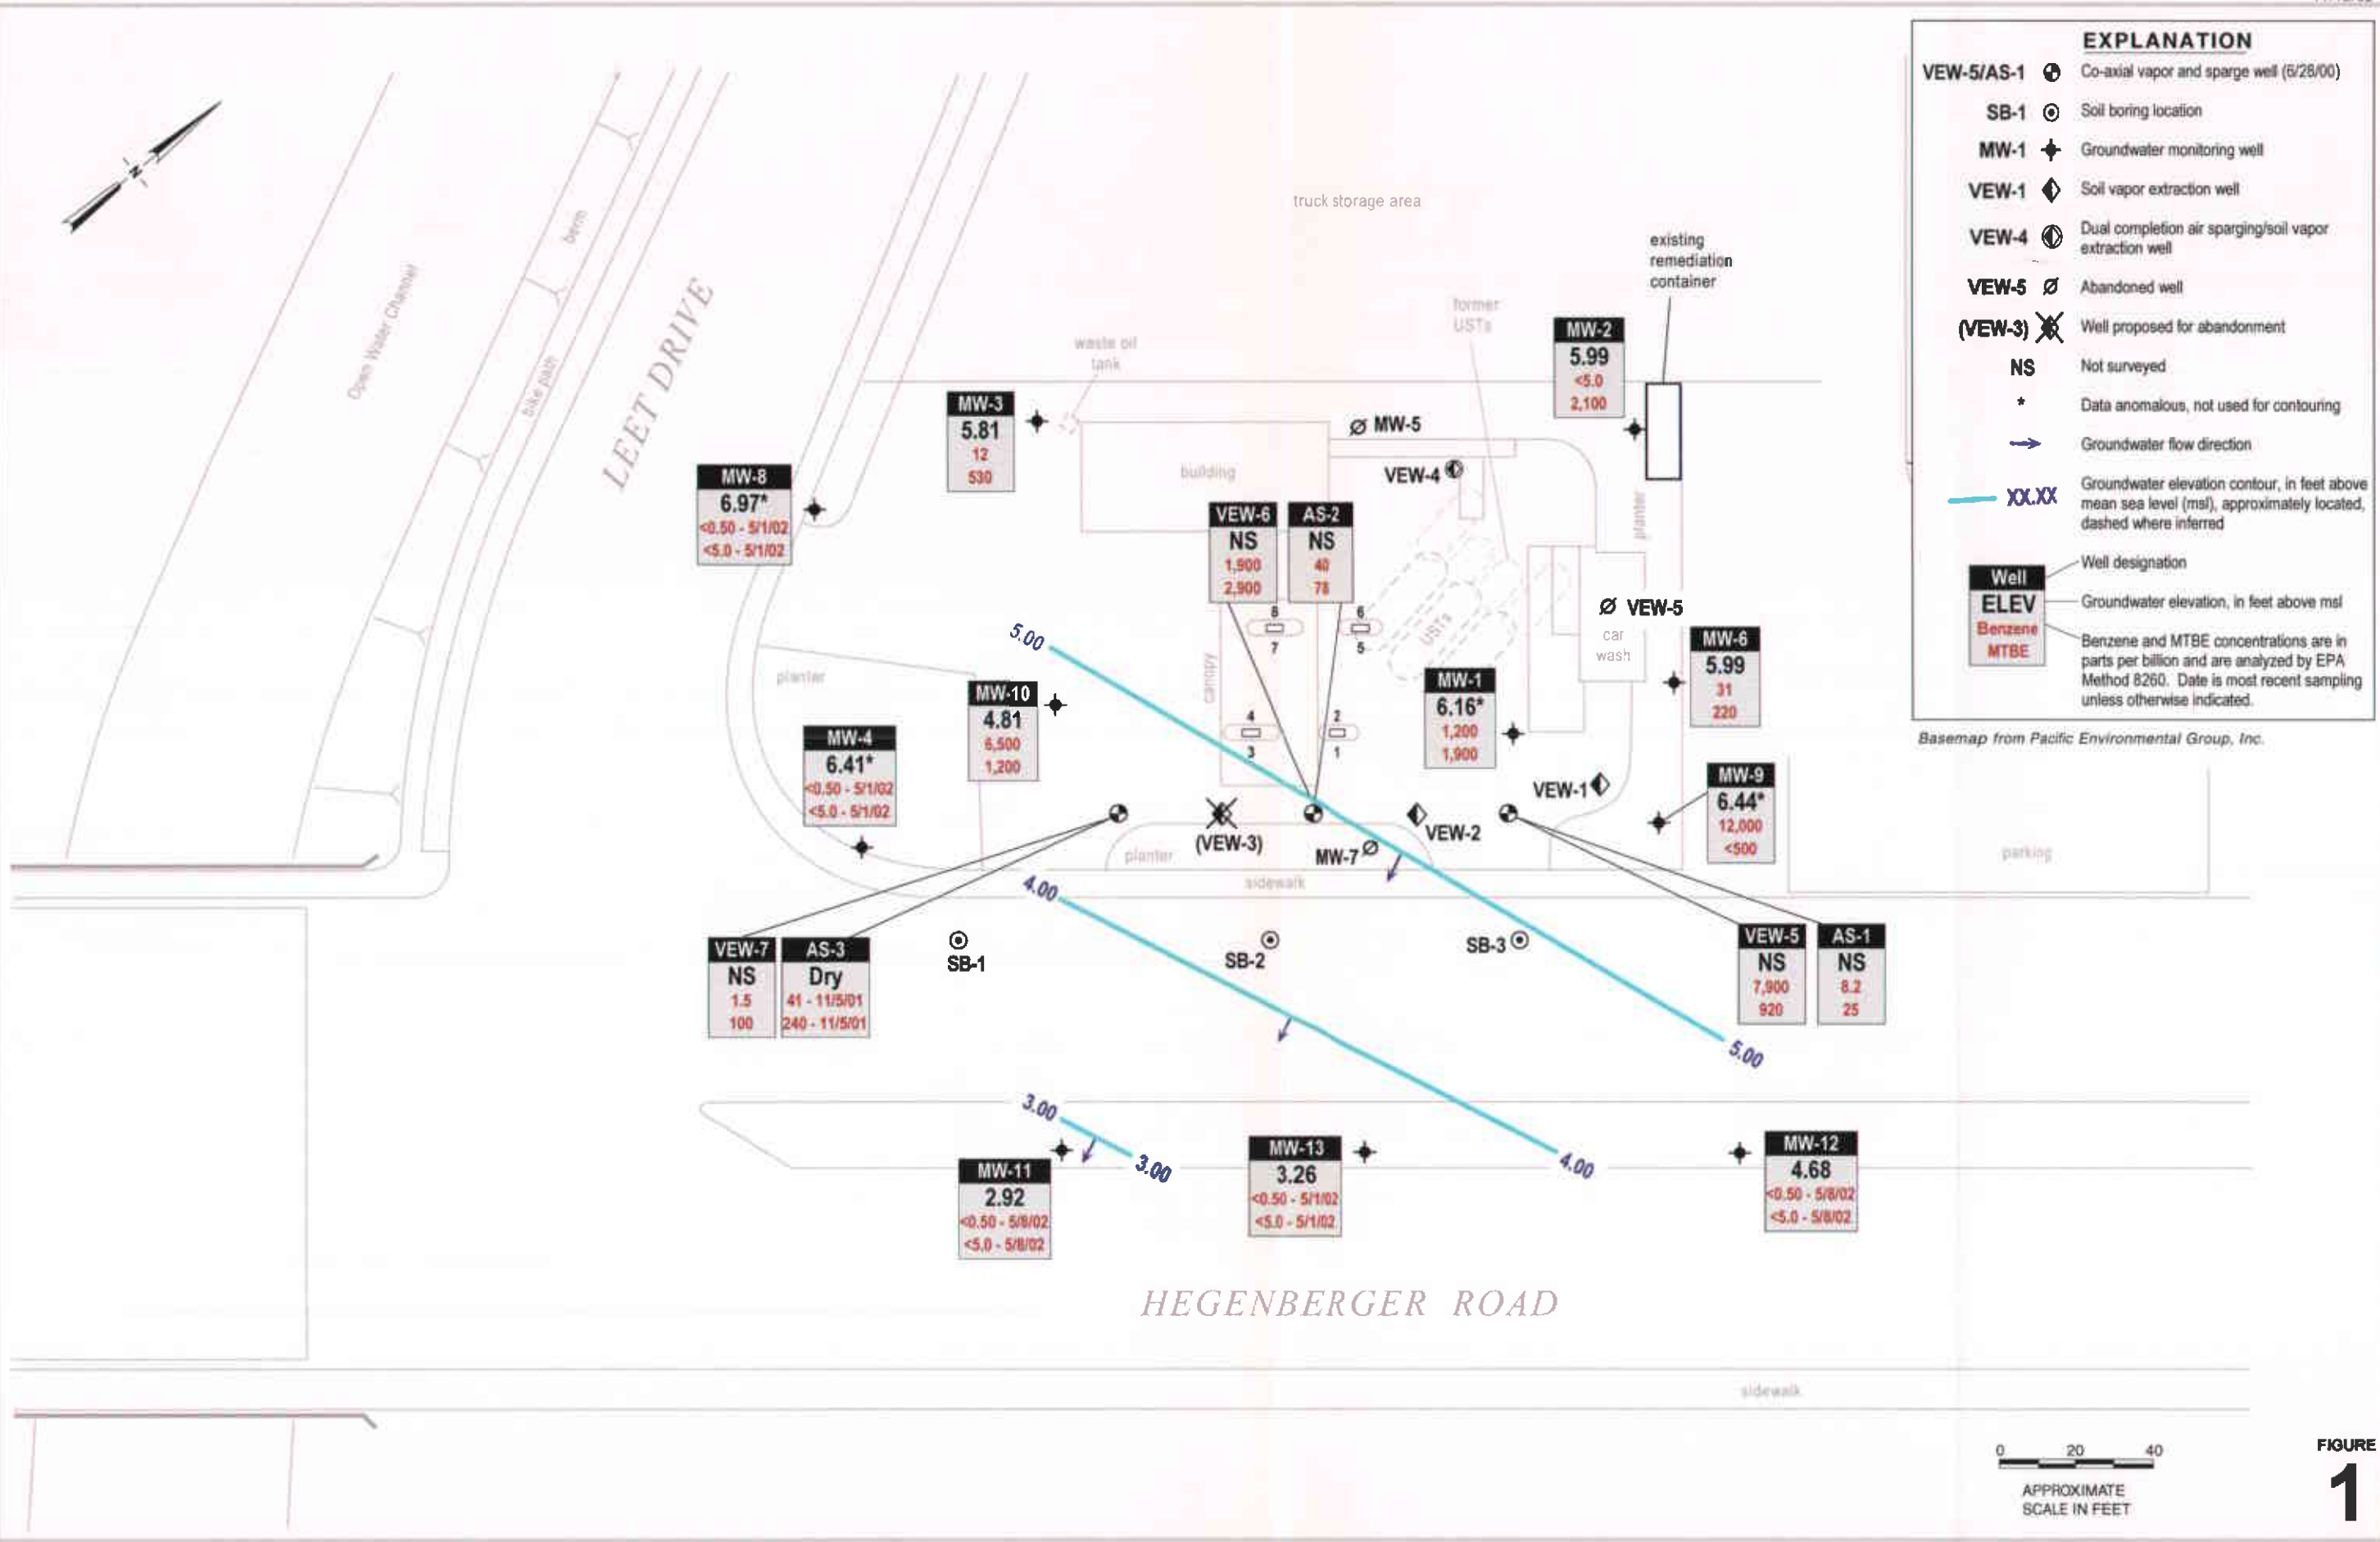 EXPLANATION
VEW-5/AS-1 Co-axial vapor and sparge well (6/28/00)
SB-1 Soil boring location
MW-1 Groundwater monitoring well
VEW-1 Soil vapor extraction well
VEW-4 Dual completion air sparging/soil vapor
extraction well
VEW-5 Abandoned well
(VEW-3) Well proposed for abandonment
NS Not surveyed
* Data anomalous, not used for contouring
Groundwater flow direction
XX.XX Groundwater elevation contour, in feet above
mean sea level (msl), approximately located,
dashed where inferred
Well
ELEV
Benzene
MTBE
Well designation
Groundwater elevation, in feet above msl
Benzene and MTBE concentrations are in
parts per billion and are analyzed by EPA
Method 8260. Date is most recent sampling
unless otherwise indicated.
Basemap from Pacific Environmental Group, Inc.
N
Open Water Channel
berm
bike path
LEET DRIVE
truck storage area
existing
remediation
container
former
USTs
waste oil
tank
MW-2
5.99
<5.0
2,100
MW-3
5.81
12
530
MW-5
building
VEW-4
planter
MW-8
6.97*
<0.50 - 5/1/02
<5.0 - 5/1/02
VEW-6
NS
1,900
2,900
AS-2
NS
40
78
8
7
6
5
USTs
VEW-5
car
wash
MW-6
5.99
31
220
5.00
planter
canopy
MW-10
4.81
6,500
1,200
4
3
2
1
MW-1
6.16*
1,200
1,900
MW-4
6.41*
<0.50 - 5/1/02
<5.0 - 5/1/02
VEW-1
MW-9
6.44*
12,000
<500
(VEW-3)
VEW-2
planter
MW-7
parking
sidewalk
4.00
VEW-7
NS
1.5
100
AS-3
Dry
41 - 11/5/01
240 - 11/5/01
SB-1
SB-2
SB-3
VEW-5
NS
7,900
920
AS-1
NS
8.2
25
5.00
3.00
3.00
MW-11
2.92
<0.50 - 5/8/02
<5.0 - 5/8/02
MW-13
3.26
<0.50 - 5/1/02
<5.0 - 5/1/02
4.00
MW-12
4.68
<0.50 - 5/8/02
<5.0 - 5/8/02
HEGENBERGER ROAD
sidewalk
0 20 40
APPROXIMATE
SCALE IN FEET
FIGURE
1